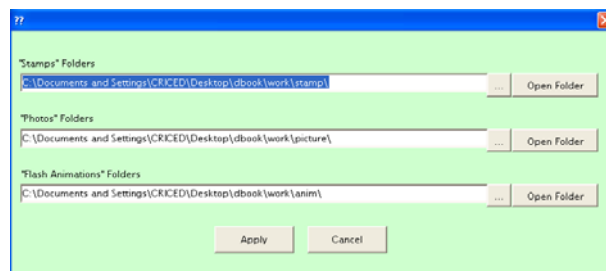 ??
"Stamps" Folders
C:\Documents and Settings\CRICED\Desktop\dbook\work\stamp\ ... Open Folder
"Photos" Folders
C:\Documents and Settings\CRICED\Desktop\dbook\work\picture\ ... Open Folder
"Flash Animations" Folders
C:\Documents and Settings\CRICED\Desktop\dbook\work\anim\ ... Open Folder
Apply Cancel